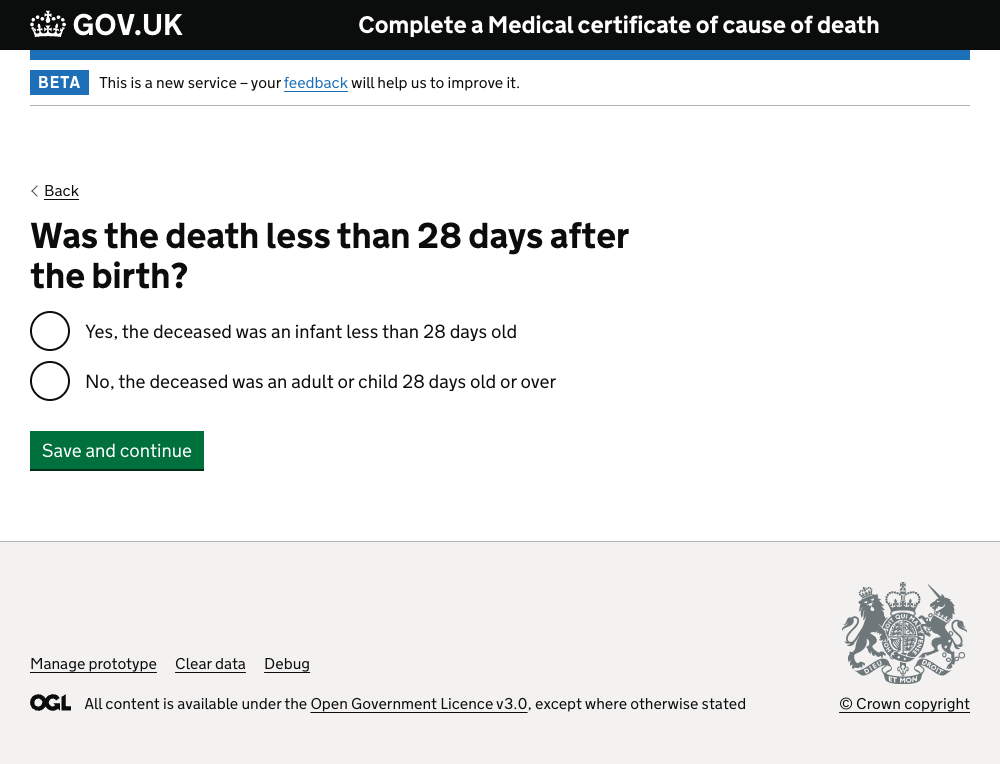 GOV.UK
Complete a Medical certificate of cause of death
BETA
This is a new service – your feedback will help us to improve it.
Back
Was the death less than 28 days after
the birth?
Yes, the deceased was an infant less than 28 days old
No, the deceased was an adult or child 28 days old or over
Save and continue
Manage prototype
Clear data
Debug
DIEU ET MON DROIT
OGL
All content is available under the Open Government Licence v3.0, except where otherwise stated
© Crown copyright